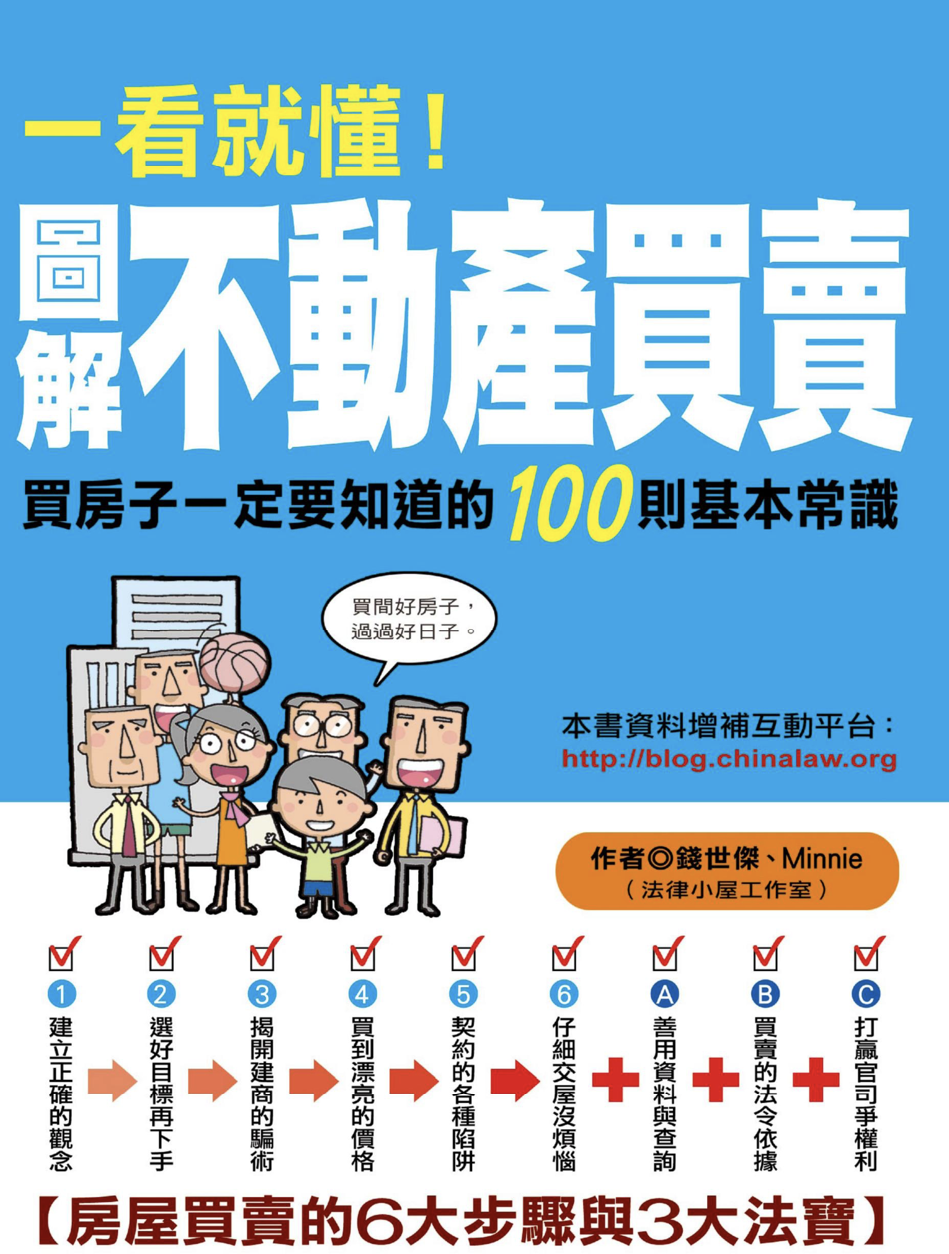 一看就懂！
圖解不動產買賣
買房子一定要知道的100則基本常識
買間好房子，
過過好日子。
本書資料增補互動平台：
http://blog.chinalaw.org
作者◎錢世傑、Minnie
（法律小屋工作室）
1 建立正確的觀念
2 選好目標再下手
3 揭開建商的騙術
4 買到漂亮的價格
5 契約的各種陷阱
6 仔細交屋沒煩惱
A 善用資料與查詢
B 買賣的法令依據
C 打贏官司爭權利
【房屋買賣的6大步驟與3大法寶】